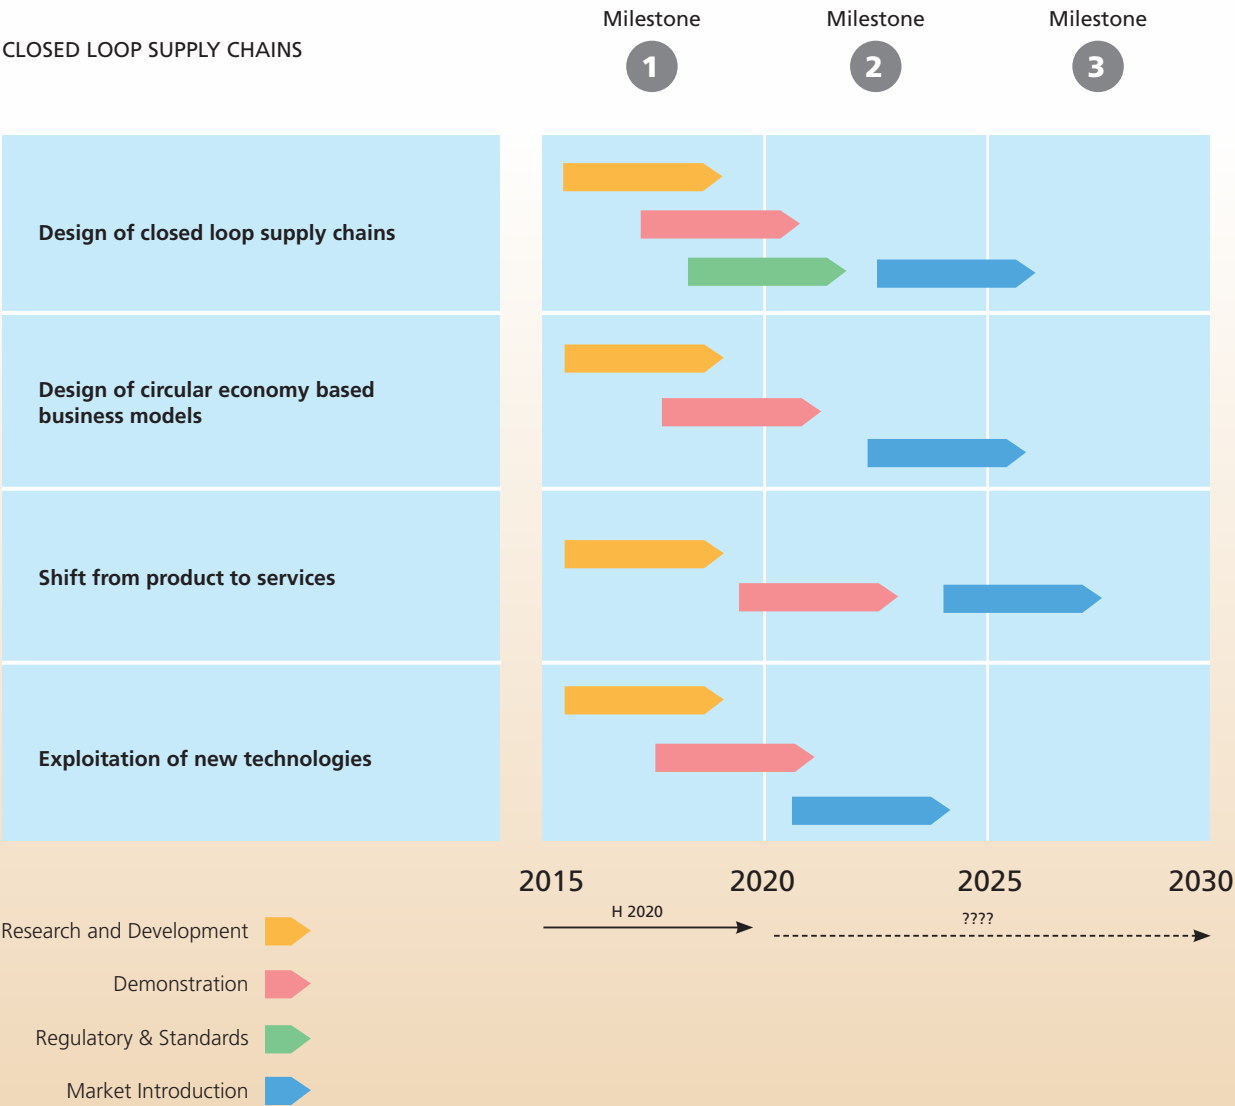 Milestone Milestone Milestone
CLOSED LOOP SUPPLY CHAINS
1 2 3
Design of closed loop supply chains
Design of circular economy based
business models
Shift from product to services
Exploitation of new technologies
2015 2020 2025 2030
H 2020 ????
Research and Development
Demonstration
Regulatory & Standards
Market Introduction